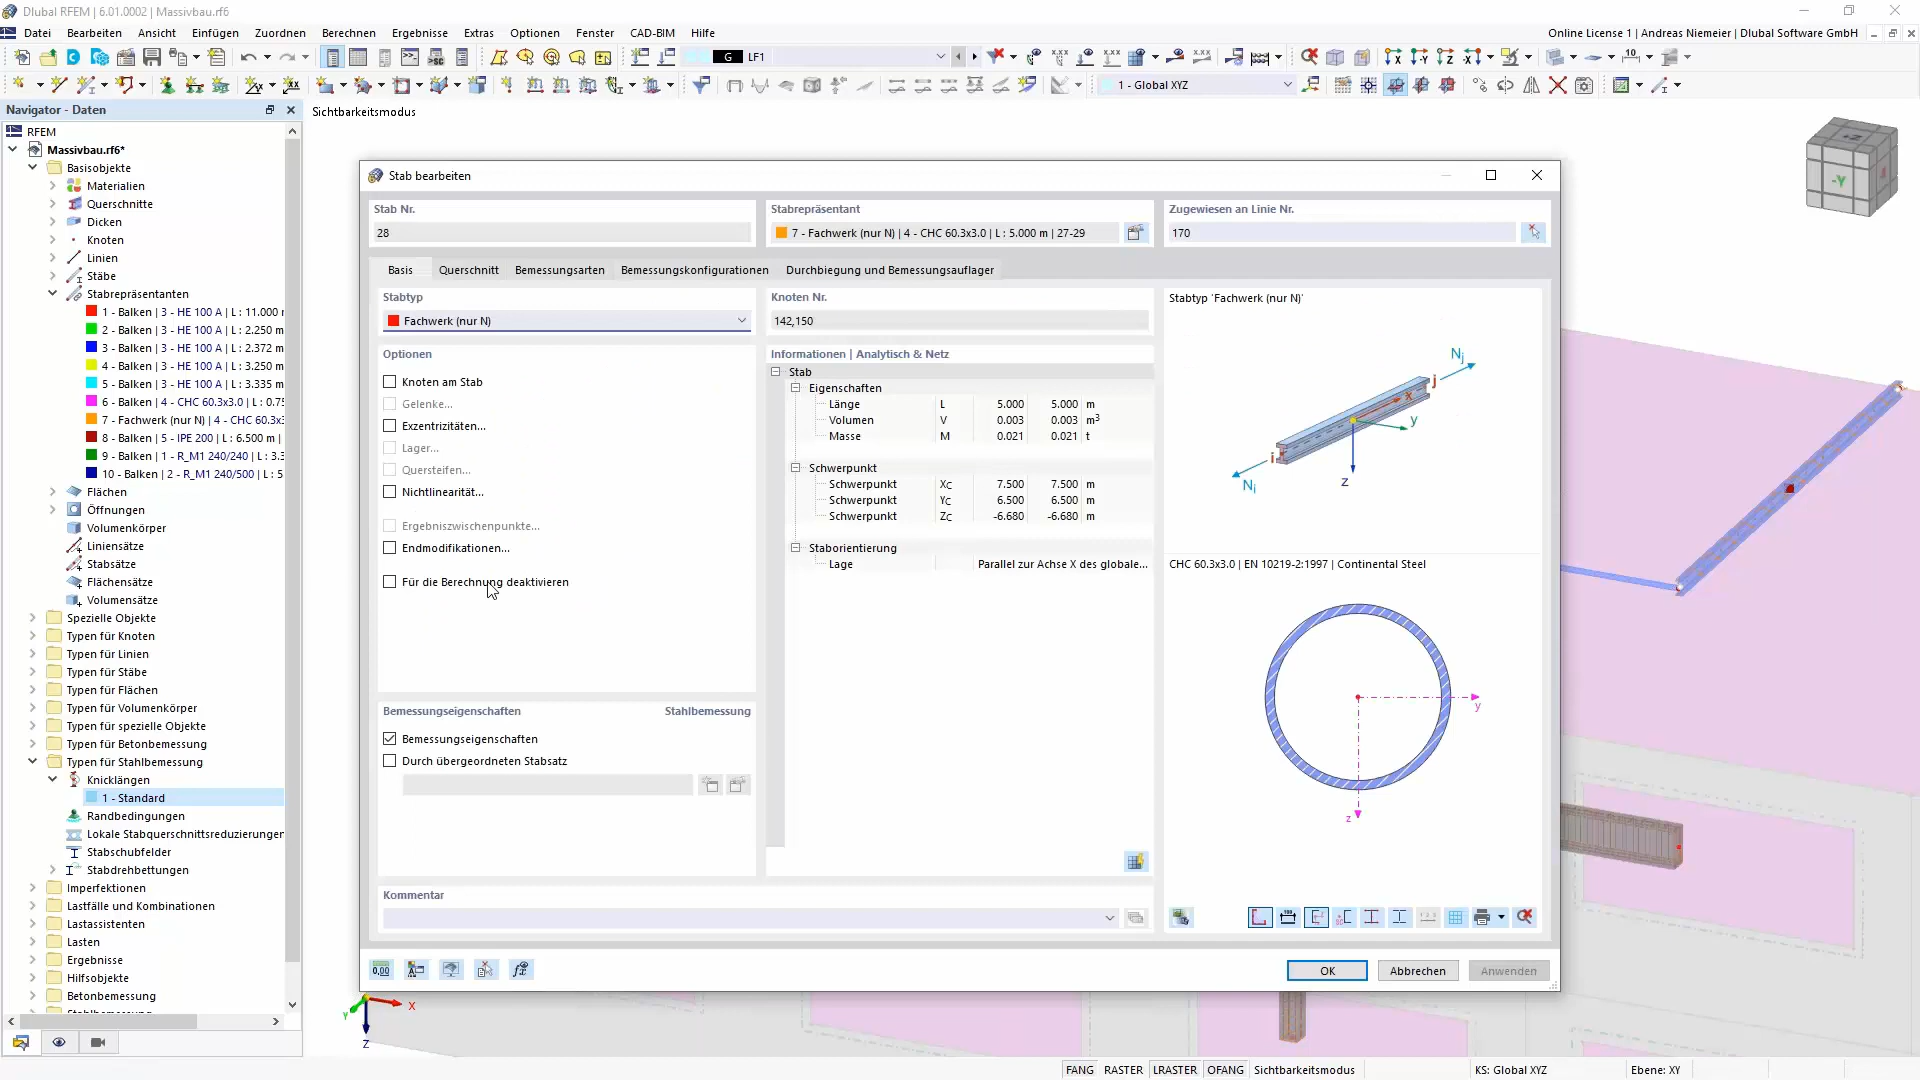 Dlubal RFEM | 6.01.0002 | Massivbau.rf6
Datei Bearbeiten Ansicht Einfügen Zuordnen Berechnen Ergebnisse Extras Optionen Fenster CAD-BIM Hilfe
Online License 1 | Andreas Niemeier | Dlubal Software GmbH
G LF1
1 - Global XYZ
Navigator - Daten
Sichtbarkeitsmodus
RFEM
Massivbau.rf6*
Basisobjekte
Materialien
Querschnitte
Dicken
Knoten
Linien
Stäbe
Stabrepräsentanten
1 - Balken | 3 - HE 100 A | L : 11.000 r
2 - Balken | 3 - HE 100 A | L : 2.250 m
3 - Balken | 3 - HE 100 A | L : 2.372 m
4 - Balken | 3 - HE 100 A | L : 3.250 m
5 - Balken | 3 - HE 100 A | L : 3.335 m
6 - Balken | 4 - CHC 60.3x3.0 | L : 0.75
7 - Fachwerk (nur N) | 4 - CHC 60.3x
8 - Balken | 5 - IPE 200 | L : 6.500 m |
9 - Balken | 1 - R_M1 240/240 | L : 3.3
10 - Balken | 2 - R_M1 240/500 | L : 5
Flächen
Öffnungen
Volumenkörper
Liniensätze
Stabsätze
Flächensätze
Volumensätze
Spezielle Objekte
Typen für Knoten
Typen für Linien
Typen für Stäbe
Typen für Flächen
Typen für Volumenkörper
Typen für spezielle Objekte
Typen für Betonbemessung
Typen für Stahlbemessung
Knicklängen
1 - Standard
Randbedingungen
Lokale Stabquerschnittsreduzierungen
Stabschubfelder
Stabdrehbettungen
Imperfektionen
Lastfälle und Kombinationen
Lastassistenten
Lasten
Ergebnisse
Hilfsobjekte
Betonbemessung
Stab bearbeiten
Stab Nr.
28
Stabrepräsentant
7 - Fachwerk (nur N) | 4 - CHC 60.3x3.0 | L : 5.000 m | 27-29
Zugewiesen an Linie Nr.
170
Basis Querschnitt Bemessungsarten Bemessungskonfigurationen Durchbiegung und Bemessungsauflager
Stabtyp
Fachwerk (nur N)
Optionen
Knoten am Stab
Gelenke...
Exzentrizitäten...
Lager...
Quersteifen...
Nichtlinearität...
Ergebniszwischenpunkte...
Endmodifikationen...
Für die Berechnung deaktivieren
Bemessungseigenschaften Stahlbemessung
Bemessungseigenschaften
Durch übergeordneten Stabsatz
Knoten Nr.
142,150
Informationen | Analytisch & Netz
Stab
Eigenschaften
Länge L 5.000 5.000 m
Volumen V 0.003 0.003 m³
Masse M 0.021 0.021 t
Schwerpunkt
Schwerpunkt XC 7.500 7.500 m
Schwerpunkt YC 6.500 6.500 m
Schwerpunkt ZC -6.680 -6.680 m
Staborientierung
Lage Parallel zur Achse X des globale...
Kommentar
Stabtyp 'Fachwerk (nur N)'
Nj
j
x
y
i
Ni
z
CHC 60.3x3.0 | EN 10219-2:1997 | Continental Steel
y
z
OK Abbrechen Anwenden
X
Y
Z
+Z
-Y
FANG RASTER LRASTER OFANG Sichtbarkeitsmodus KS: Global XYZ Ebene: XY